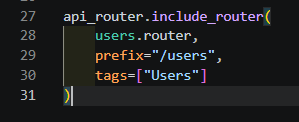 27 api_router.include_router(
28     users.router,
29     prefix="/users",
30     tags=["Users"]
31 )